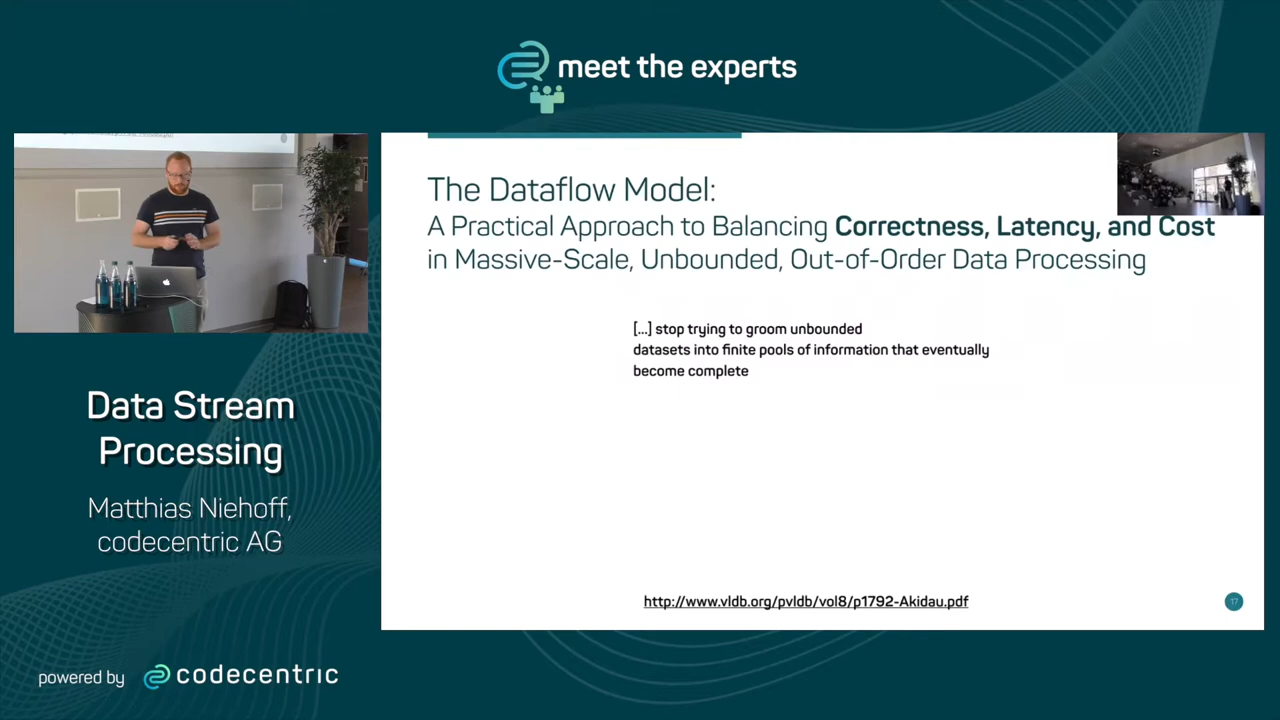 meet the experts
The Dataflow Model:
A Practical Approach to Balancing Correctness, Latency, and Cost
in Massive-Scale, Unbounded, Out-of-Order Data Processing
[...] stop trying to groom unbounded
datasets into finite pools of information that eventually
become complete
http://www.vldb.org/pvldb/vol8/p1792-Akidau.pdf
17
Data Stream
Processing
Matthias Niehoff,
codecentric AG
powered by codecentric